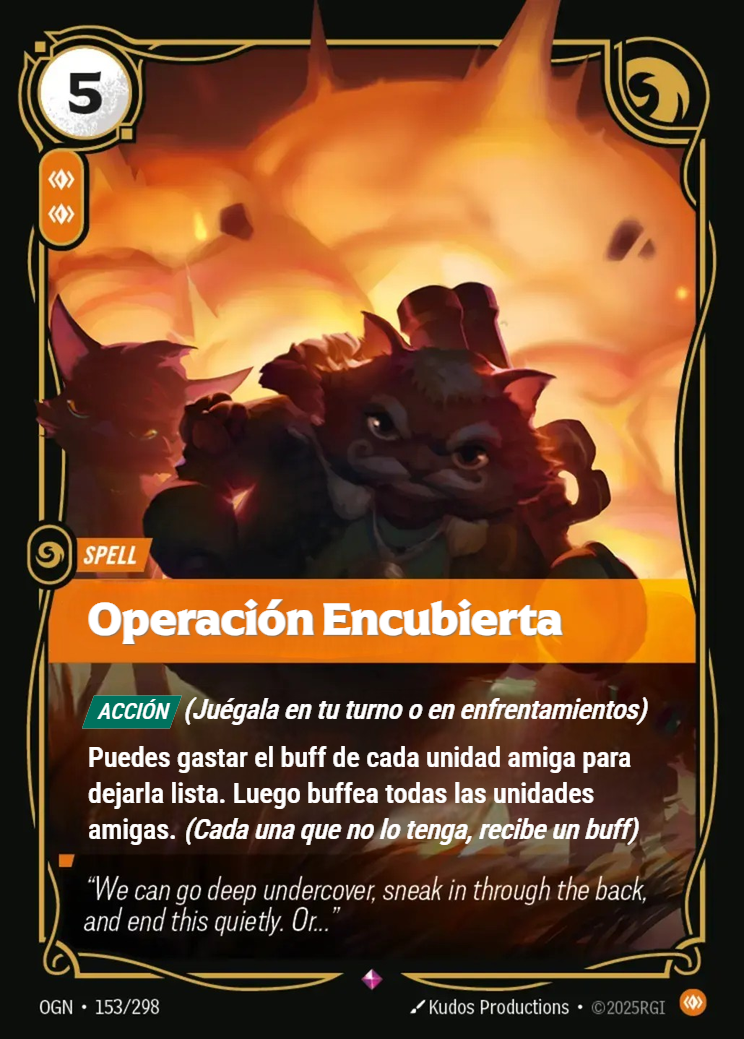 5
SPELL
Operación Encubierta
ACCIÓN (Juégala en tu turno o en enfrentamientos)
Puedes gastar el buff de cada unidad amiga para
dejarla lista. Luego buffea todas las unidades
amigas. (Cada una que no lo tenga, recibe un buff)
“We can go deep undercover, sneak in through the back,
and end this quietly. Or...”
OGN • 153/298
Kudos Productions • ©2025RGI